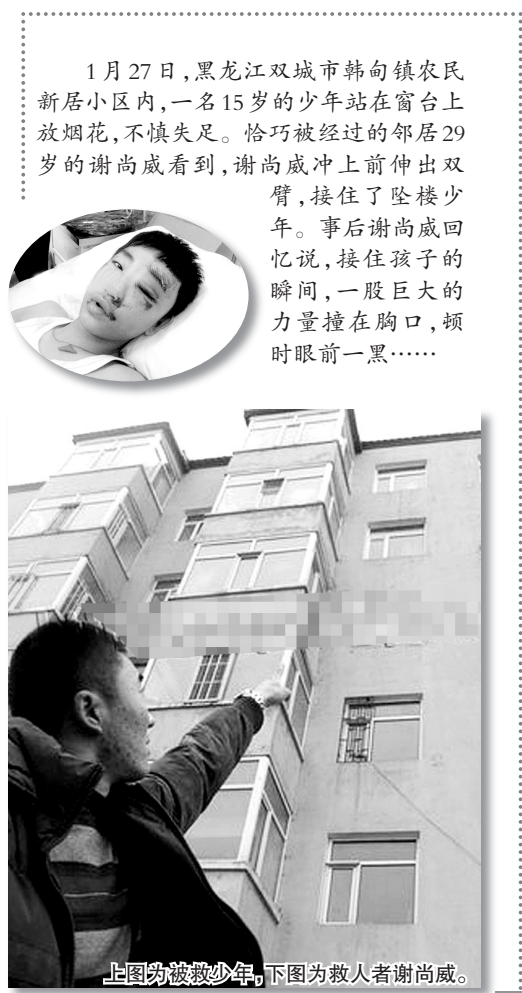 1月27日，黑龙江双城市韩甸镇农民
新居小区内，一名15岁的少年站在窗台上
放烟花，不慎失足。恰巧被经过的邻居29
岁的谢尚威看到，谢尚威冲上前伸出双
臂，接住了坠楼少
年。事后谢尚威回
忆说，接住孩子的
瞬间，一股巨大的
力量撞在胸口，顿
时眼前一黑……
上图为被救少年，下图为救人者谢尚威。